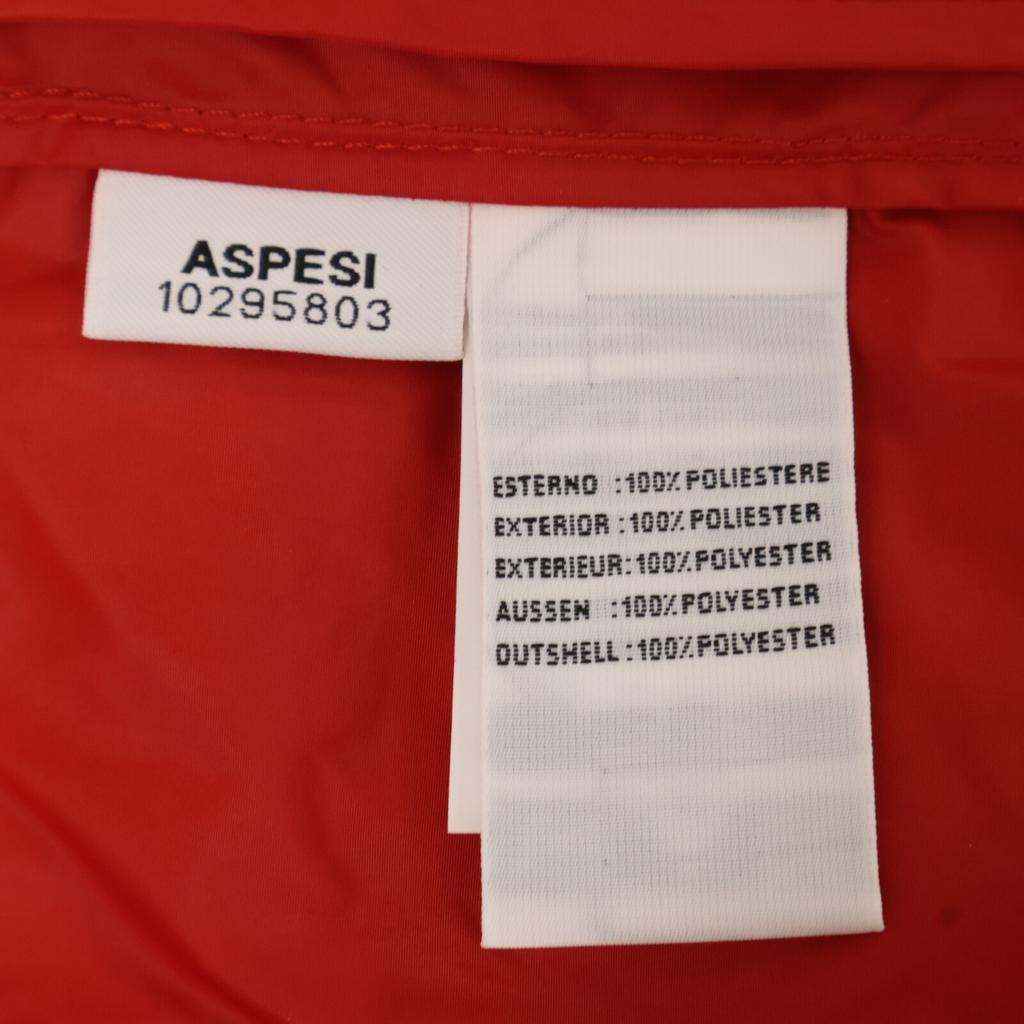 ASPESI
10295803
ESTERNO :100% POLIESTERE
EXTERIOR :100% POLIESTER
EXTERIEUR:100% POLYESTER
AUSSEN :100% POLYESTER
OUTSHELL:100% POLYESTER